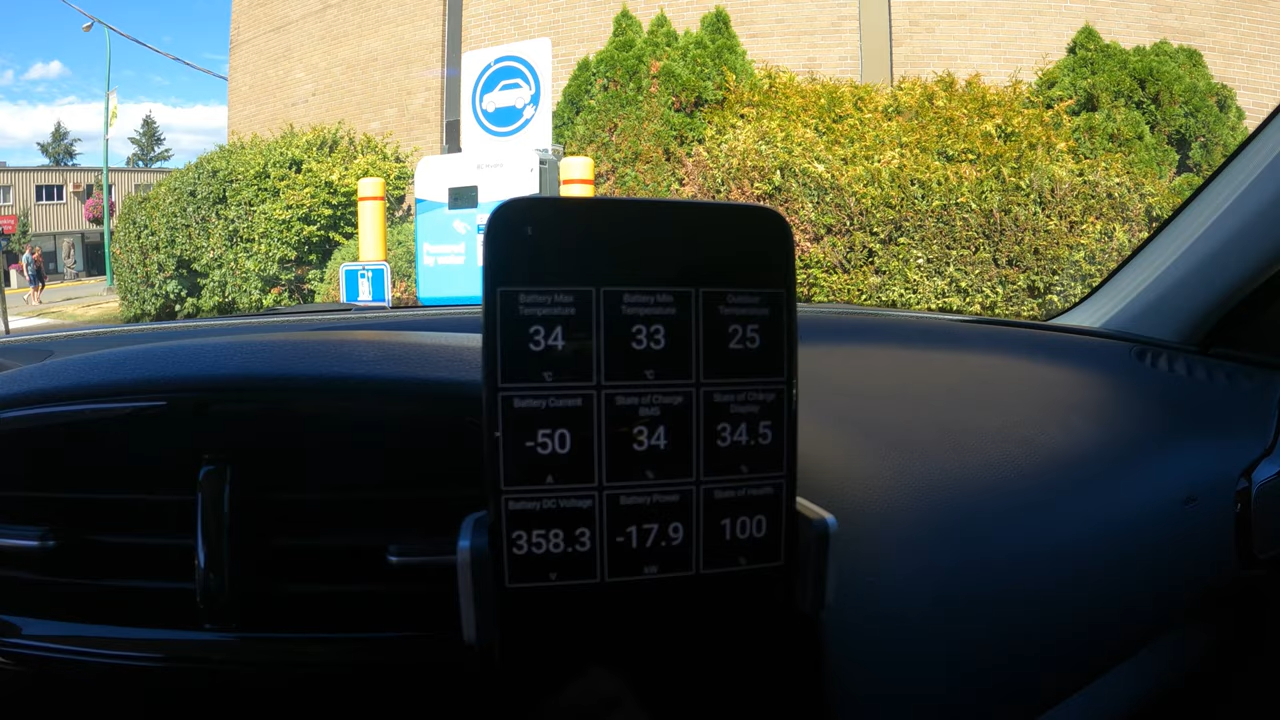 BC Hydro
Powered
by water
Battery Max
Temperature
34
°C
Battery Min
Temperature
33
°C
Outdoor
Temperature
25
Battery Current
-50
A
State of Charge
BMS
34
%
State of Charge
Display
34.5
%
Battery DC Voltage
358.3
V
Battery Power
-17.9
kW
State of Health
100
%